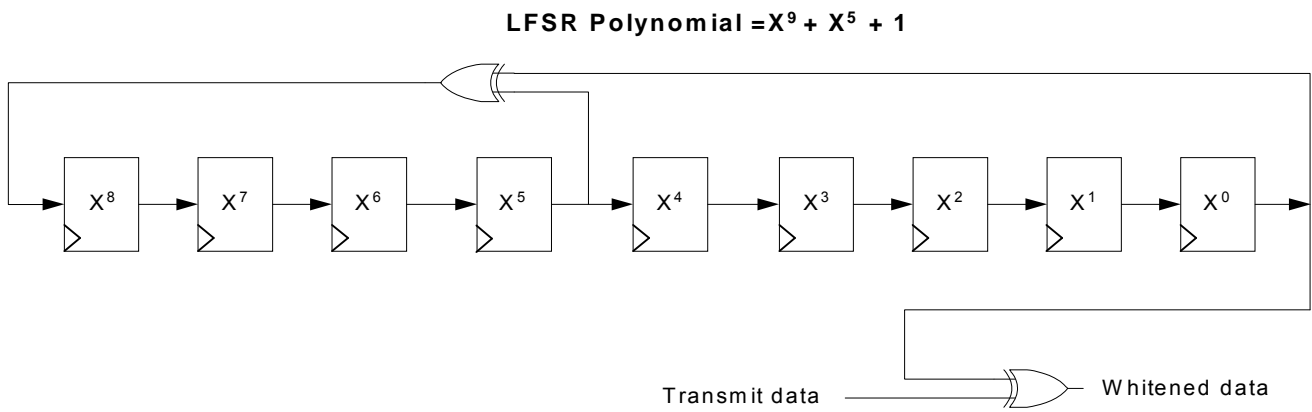 LFSR Polynomial =X⁹ + X⁵ + 1
X⁸ X⁷ X⁶ X⁵ X⁴ X³ X² X¹ X⁰
Transmit data
Whitened data